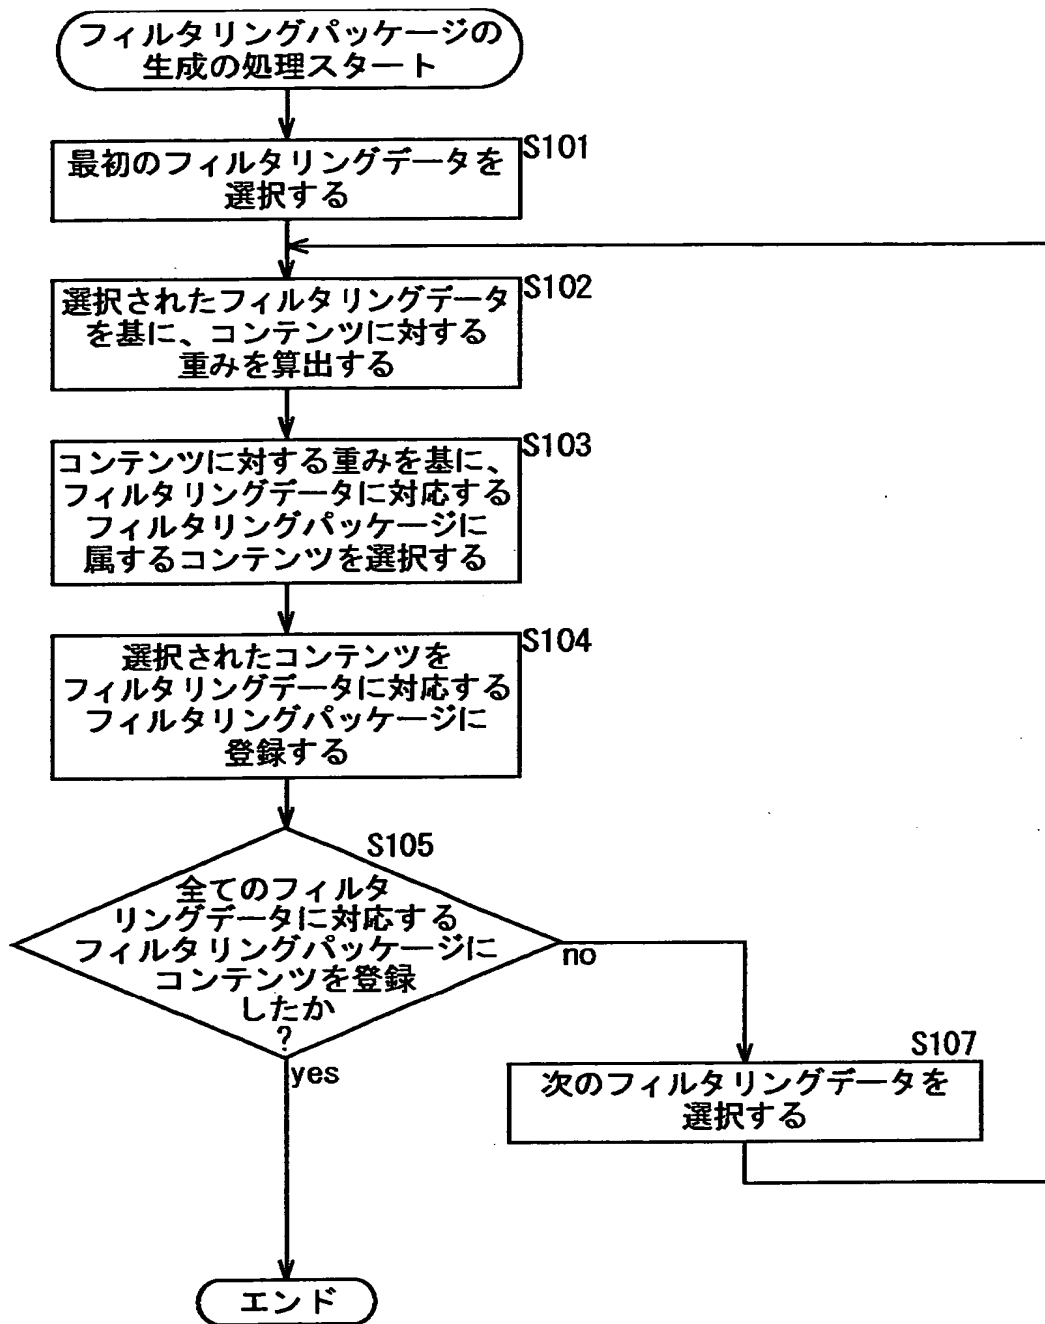 フィルタリングパッケージの
生成の処理スタート
S101
最初のフィルタリングデータを
選択する
S102
選択されたフィルタリングデータ
を基に、コンテンツに対する
重みを算出する
S103
コンテンツに対する重みを基に、
フィルタリングデータに対応する
フィルタリングパッケージに
属するコンテンツを選択する
S104
選択されたコンテンツを
フィルタリングデータに対応する
フィルタリングパッケージに
登録する
S105
全てのフィルタ
リングデータに対応する
フィルタリングパッケージに
コンテンツを登録
したか
?
no
yes
S107
次のフィルタリングデータを
選択する
エンド